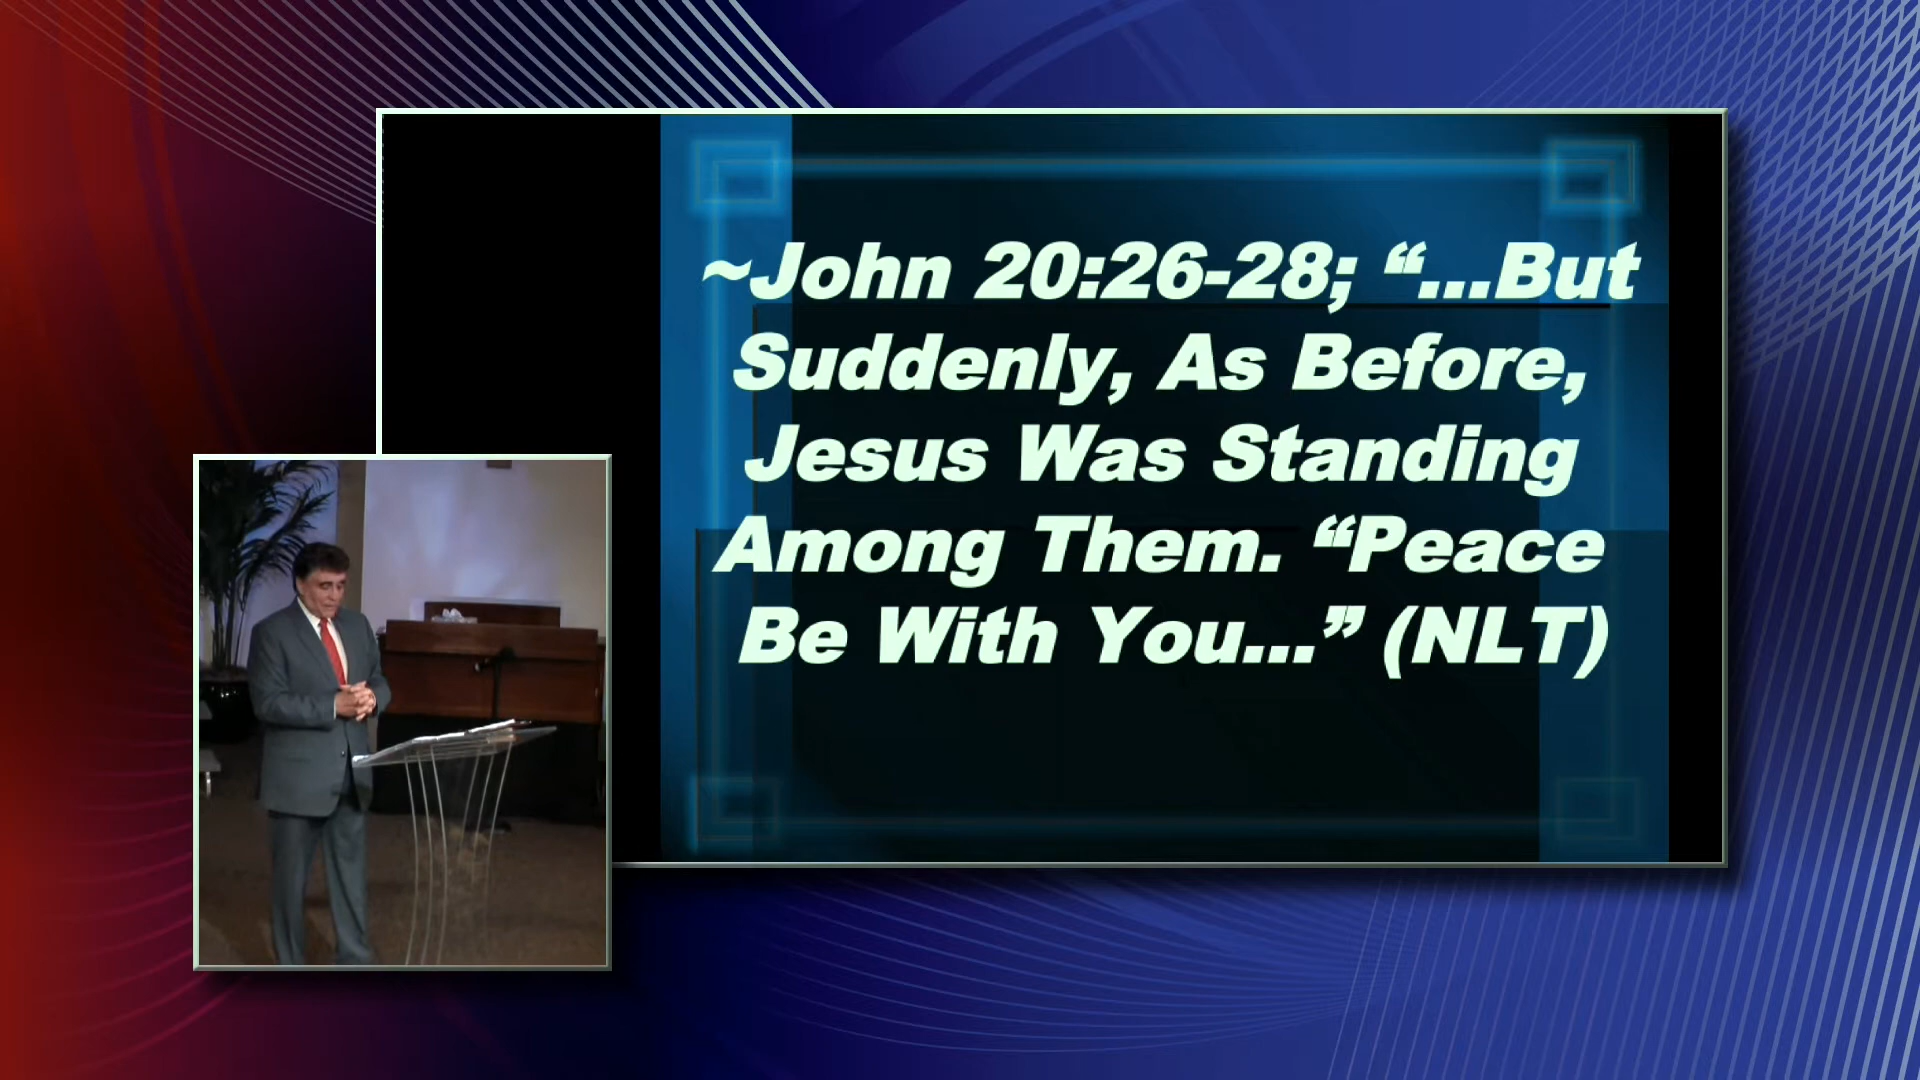 ~John 20:26-28; “...But
Suddenly, As Before,
Jesus Was Standing
Among Them. “Peace
Be With You...” (NLT)